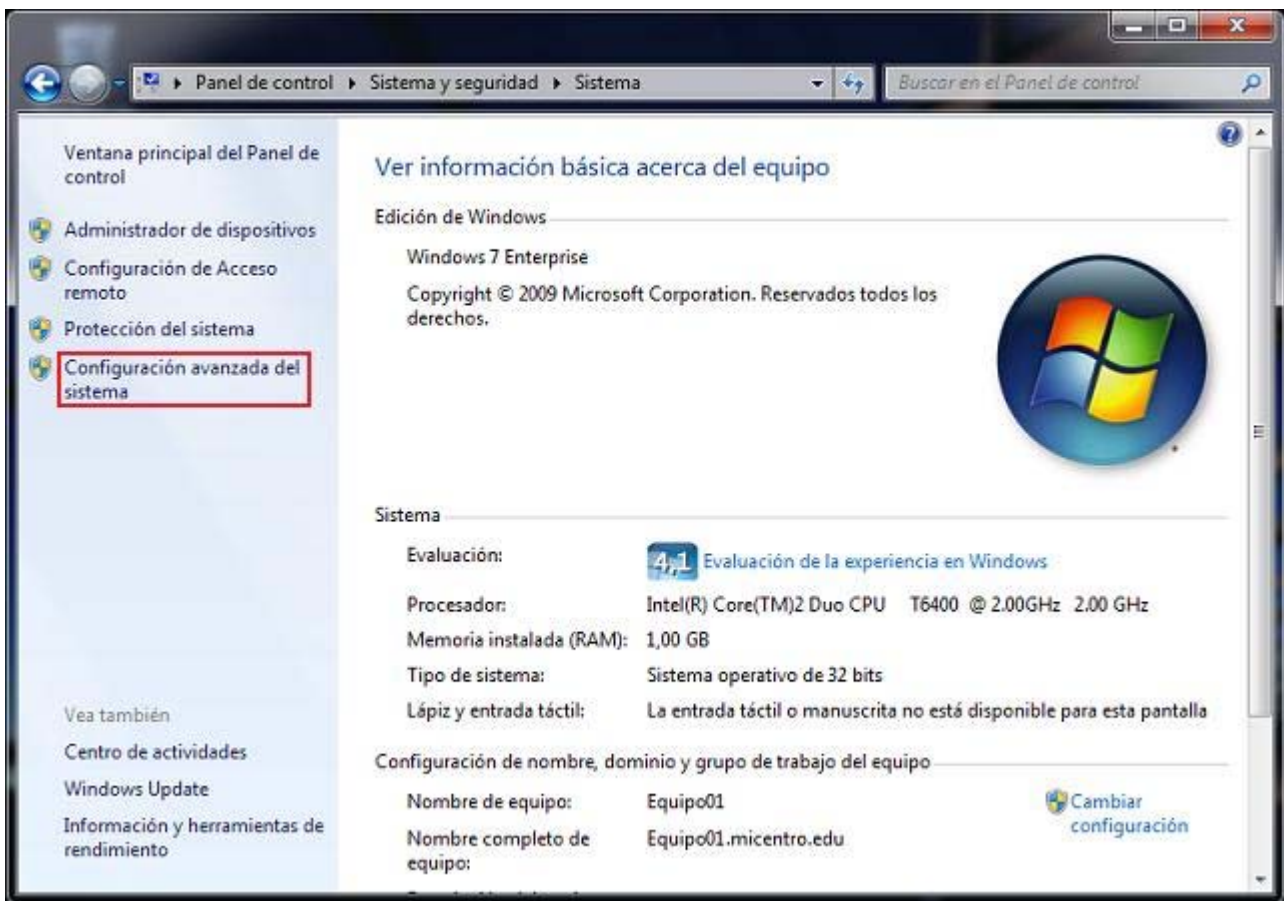 Panel de control ▸ Sistema y seguridad ▸ Sistema
Buscar en el Panel de control
Ventana principal del Panel de
control
Administrador de dispositivos
Configuración de Acceso
remoto
Protección del sistema
Configuración avanzada del
sistema
Vea también
Centro de actividades
Windows Update
Información y herramientas de
rendimiento
Ver información básica acerca del equipo
Edición de Windows
Windows 7 Enterprise
Copyright © 2009 Microsoft Corporation. Reservados todos los
derechos.
Sistema
Evaluación: 4,1 Evaluación de la experiencia en Windows
Procesador: Intel(R) Core(TM)2 Duo CPU T6400 @ 2.00GHz 2.00 GHz
Memoria instalada (RAM): 1,00 GB
Tipo de sistema: Sistema operativo de 32 bits
Lápiz y entrada táctil: La entrada táctil o manuscrita no está disponible para esta pantalla
Configuración de nombre, dominio y grupo de trabajo del equipo
Nombre de equipo: Equipo01
Cambiar
configuración
Nombre completo de
equipo:
Equipo01.micentro.edu